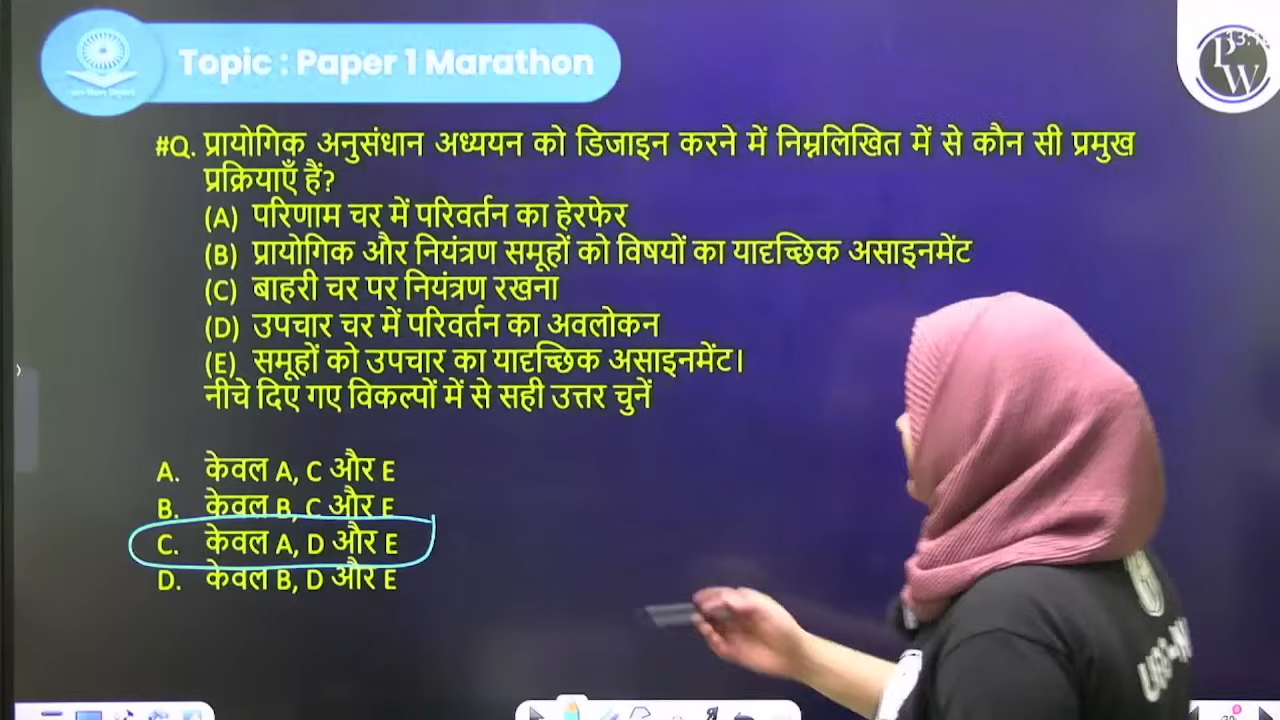 Topic : Paper 1 Marathon
PW
#Q. प्रायोगिक अनुसंधान अध्ययन को डिजाइन करने में निम्नलिखित में से कौन सी प्रमुख
प्रक्रियाएँ हैं?
(A) परिणाम चर में परिवर्तन का हेरफेर
(B) प्रायोगिक और नियंत्रण समूहों को विषयों का यादृच्छिक असाइनमेंट
(C) बाहरी चर पर नियंत्रण रखना
(D) उपचार चर में परिवर्तन का अवलोकन
(E) समूहों को उपचार का यादृच्छिक असाइनमेंट।
नीचे दिए गए विकल्पों में से सही उत्तर चुनें
A. केवल A, C और E
B. केवल B, C और E
C. केवल A, D और E
D. केवल B, D और E